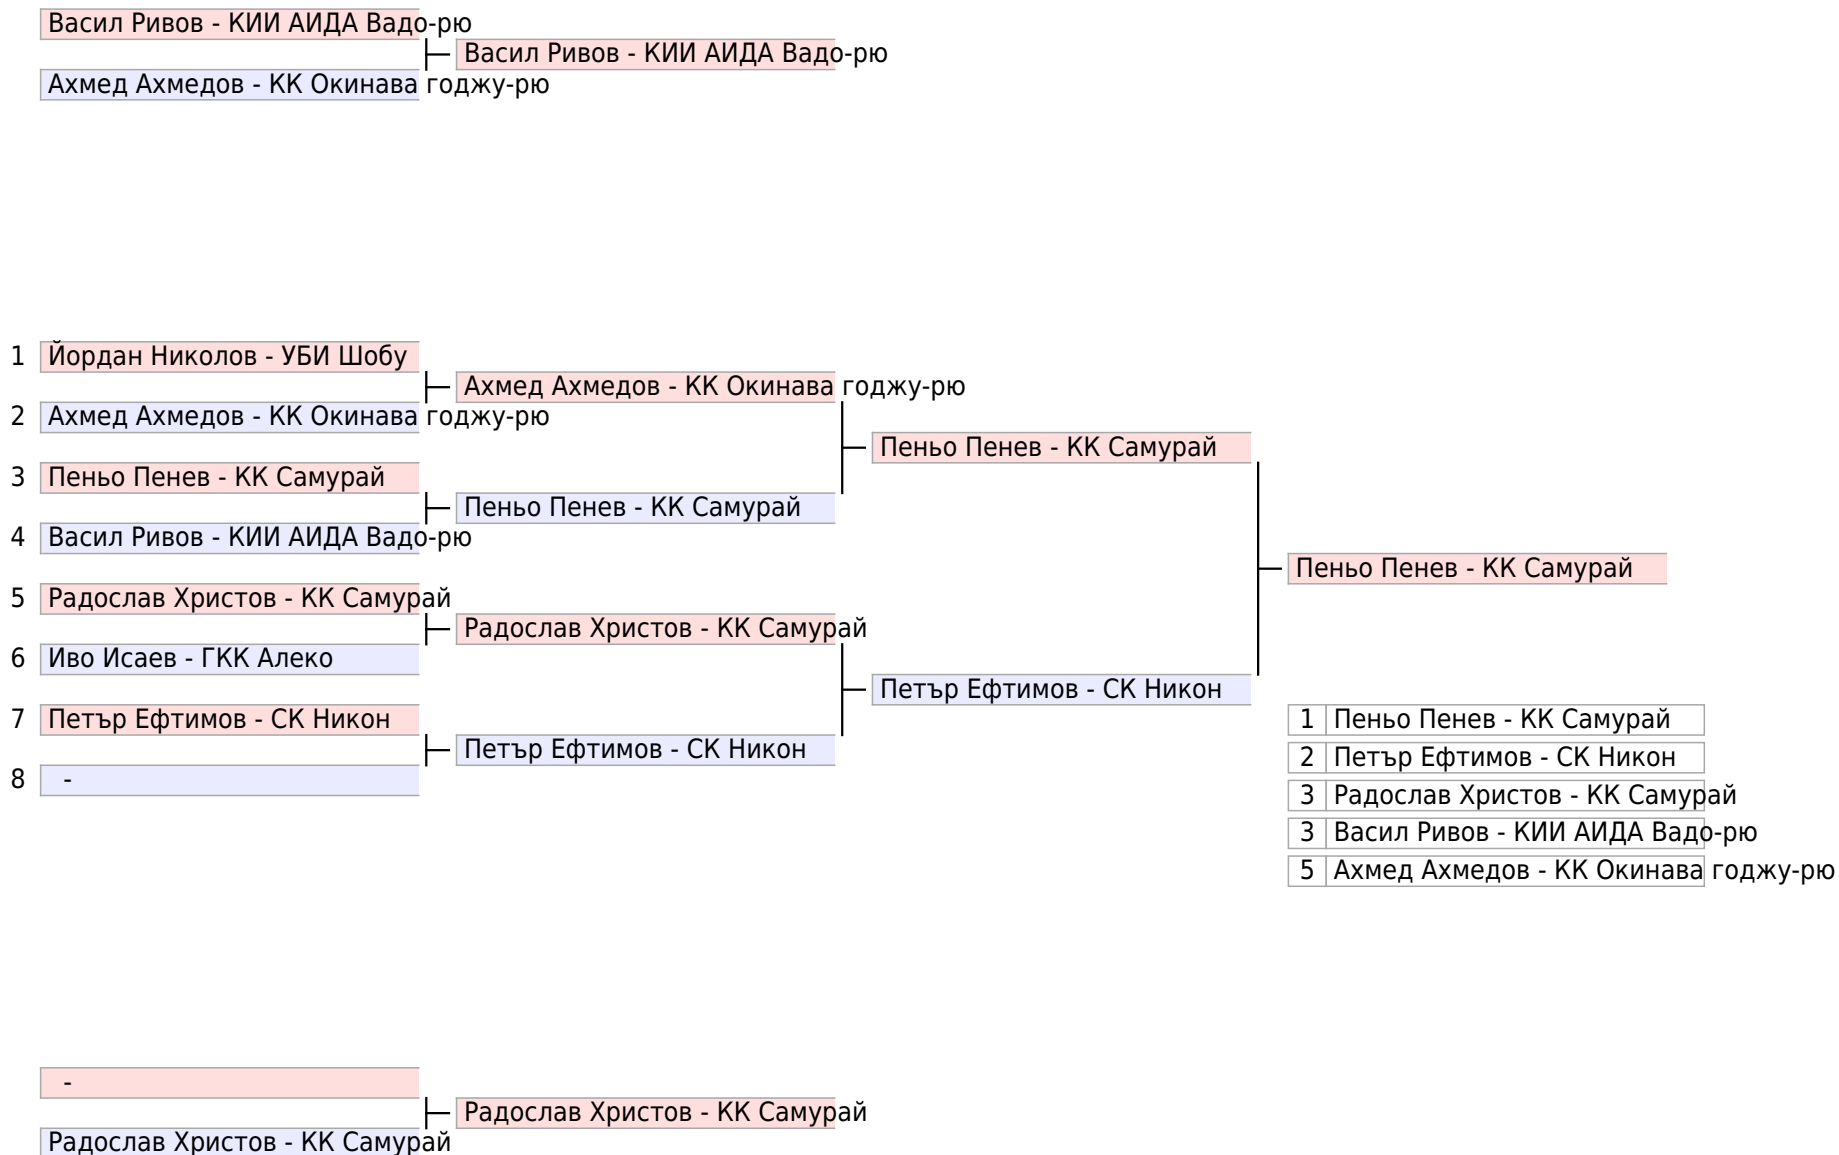 Васил Ривов - КИИ АИДА Вадо-рю
Васил Ривов - КИИ АИДА Вадо-рю
Ахмед Ахмедов - КК Окинава годжу-рю
1 Йордан Николов - УБИ Шобу
Ахмед Ахмедов - КК Окинава годжу-рю
2 Ахмед Ахмедов - КК Окинава годжу-рю
Пеньо Пенев - КК Самурай
3 Пеньо Пенев - КК Самурай
Пеньо Пенев - КК Самурай
4 Васил Ривов - КИИ АИДА Вадо-рю
Пеньо Пенев - КК Самурай
5 Радослав Христов - КК Самурай
Радослав Христов - КК Самурай
6 Иво Исаев - ГКК Алеко
Петър Ефтимов - СК Никон
7 Петър Ефтимов - СК Никон
Петър Ефтимов - СК Никон
8 -
1 Пеньо Пенев - КК Самурай
2 Петър Ефтимов - СК Никон
3 Радослав Христов - КК Самурай
3 Васил Ривов - КИИ АИДА Вадо-рю
5 Ахмед Ахмедов - КК Окинава годжу-рю
-
Радослав Христов - КК Самурай
Радослав Христов - КК Самурай